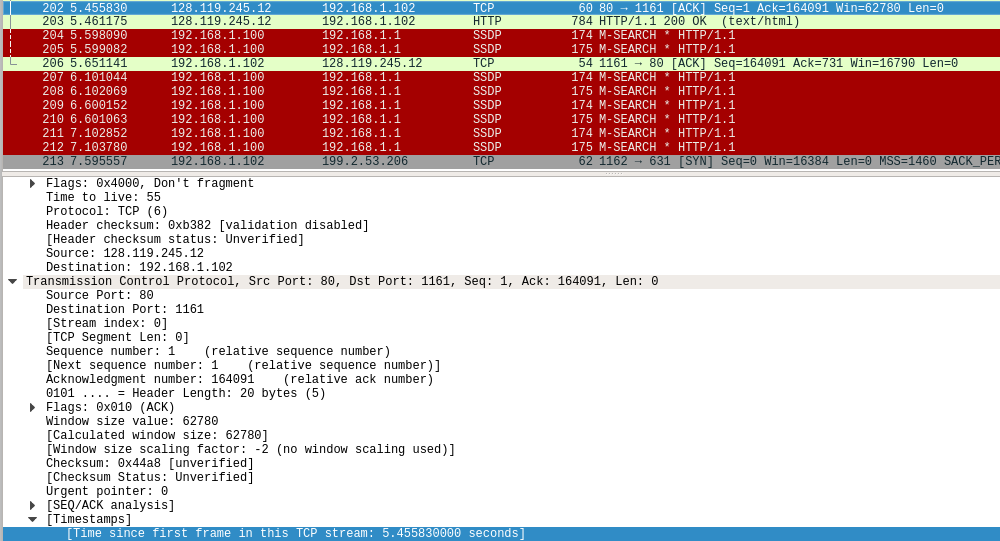 202 5.455830 128.119.245.12 192.168.1.102 TCP 60 80 → 1161 [ACK] Seq=1 Ack=164091 Win=62780 Len=0
203 5.461175 128.119.245.12 192.168.1.102 HTTP 784 HTTP/1.1 200 OK (text/html)
204 5.598090 192.168.1.100 192.168.1.1 SSDP 174 M-SEARCH * HTTP/1.1
205 5.599082 192.168.1.100 192.168.1.1 SSDP 175 M-SEARCH * HTTP/1.1
206 5.651141 192.168.1.102 128.119.245.12 TCP 54 1161 → 80 [ACK] Seq=164091 Ack=731 Win=16790 Len=0
207 6.101044 192.168.1.100 192.168.1.1 SSDP 174 M-SEARCH * HTTP/1.1
208 6.102069 192.168.1.100 192.168.1.1 SSDP 175 M-SEARCH * HTTP/1.1
209 6.600152 192.168.1.100 192.168.1.1 SSDP 174 M-SEARCH * HTTP/1.1
210 6.601063 192.168.1.100 192.168.1.1 SSDP 175 M-SEARCH * HTTP/1.1
211 7.102852 192.168.1.100 192.168.1.1 SSDP 174 M-SEARCH * HTTP/1.1
212 7.103780 192.168.1.100 192.168.1.1 SSDP 175 M-SEARCH * HTTP/1.1
213 7.595557 192.168.1.102 199.2.53.206 TCP 62 1162 → 631 [SYN] Seq=0 Win=16384 Len=0 MSS=1460 SACK_PER
Flags: 0x4000, Don't fragment
Time to live: 55
Protocol: TCP (6)
Header checksum: 0xb382 [validation disabled]
[Header checksum status: Unverified]
Source: 128.119.245.12
Destination: 192.168.1.102
Transmission Control Protocol, Src Port: 80, Dst Port: 1161, Seq: 1, Ack: 164091, Len: 0
Source Port: 80
Destination Port: 1161
[Stream index: 0]
[TCP Segment Len: 0]
Sequence number: 1 (relative sequence number)
[Next sequence number: 1 (relative sequence number)]
Acknowledgment number: 164091 (relative ack number)
0101 .... = Header Length: 20 bytes (5)
Flags: 0x010 (ACK)
Window size value: 62780
[Calculated window size: 62780]
[Window size scaling factor: -2 (no window scaling used)]
Checksum: 0x44a8 [unverified]
[Checksum Status: Unverified]
Urgent pointer: 0
[SEQ/ACK analysis]
[Timestamps]
[Time since first frame in this TCP stream: 5.455830000 seconds]